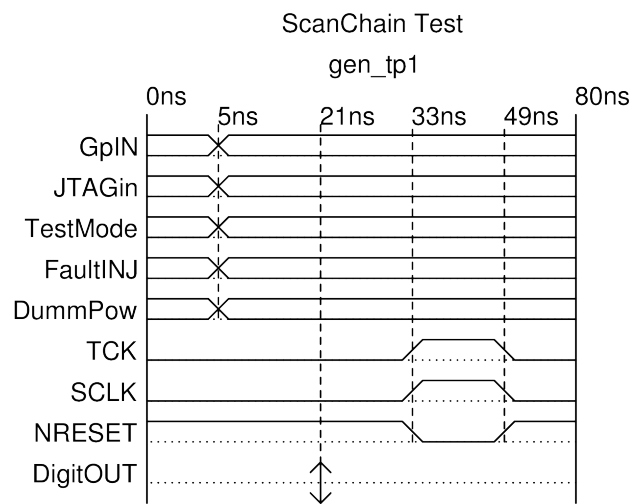 ScanChain Test
gen_tp1
0ns 80ns
5ns 21ns 33ns 49ns
GpIN
JTAGin
TestMode
FaultINJ
DummPow
TCK
SCLK
NRESET
DigitOUT